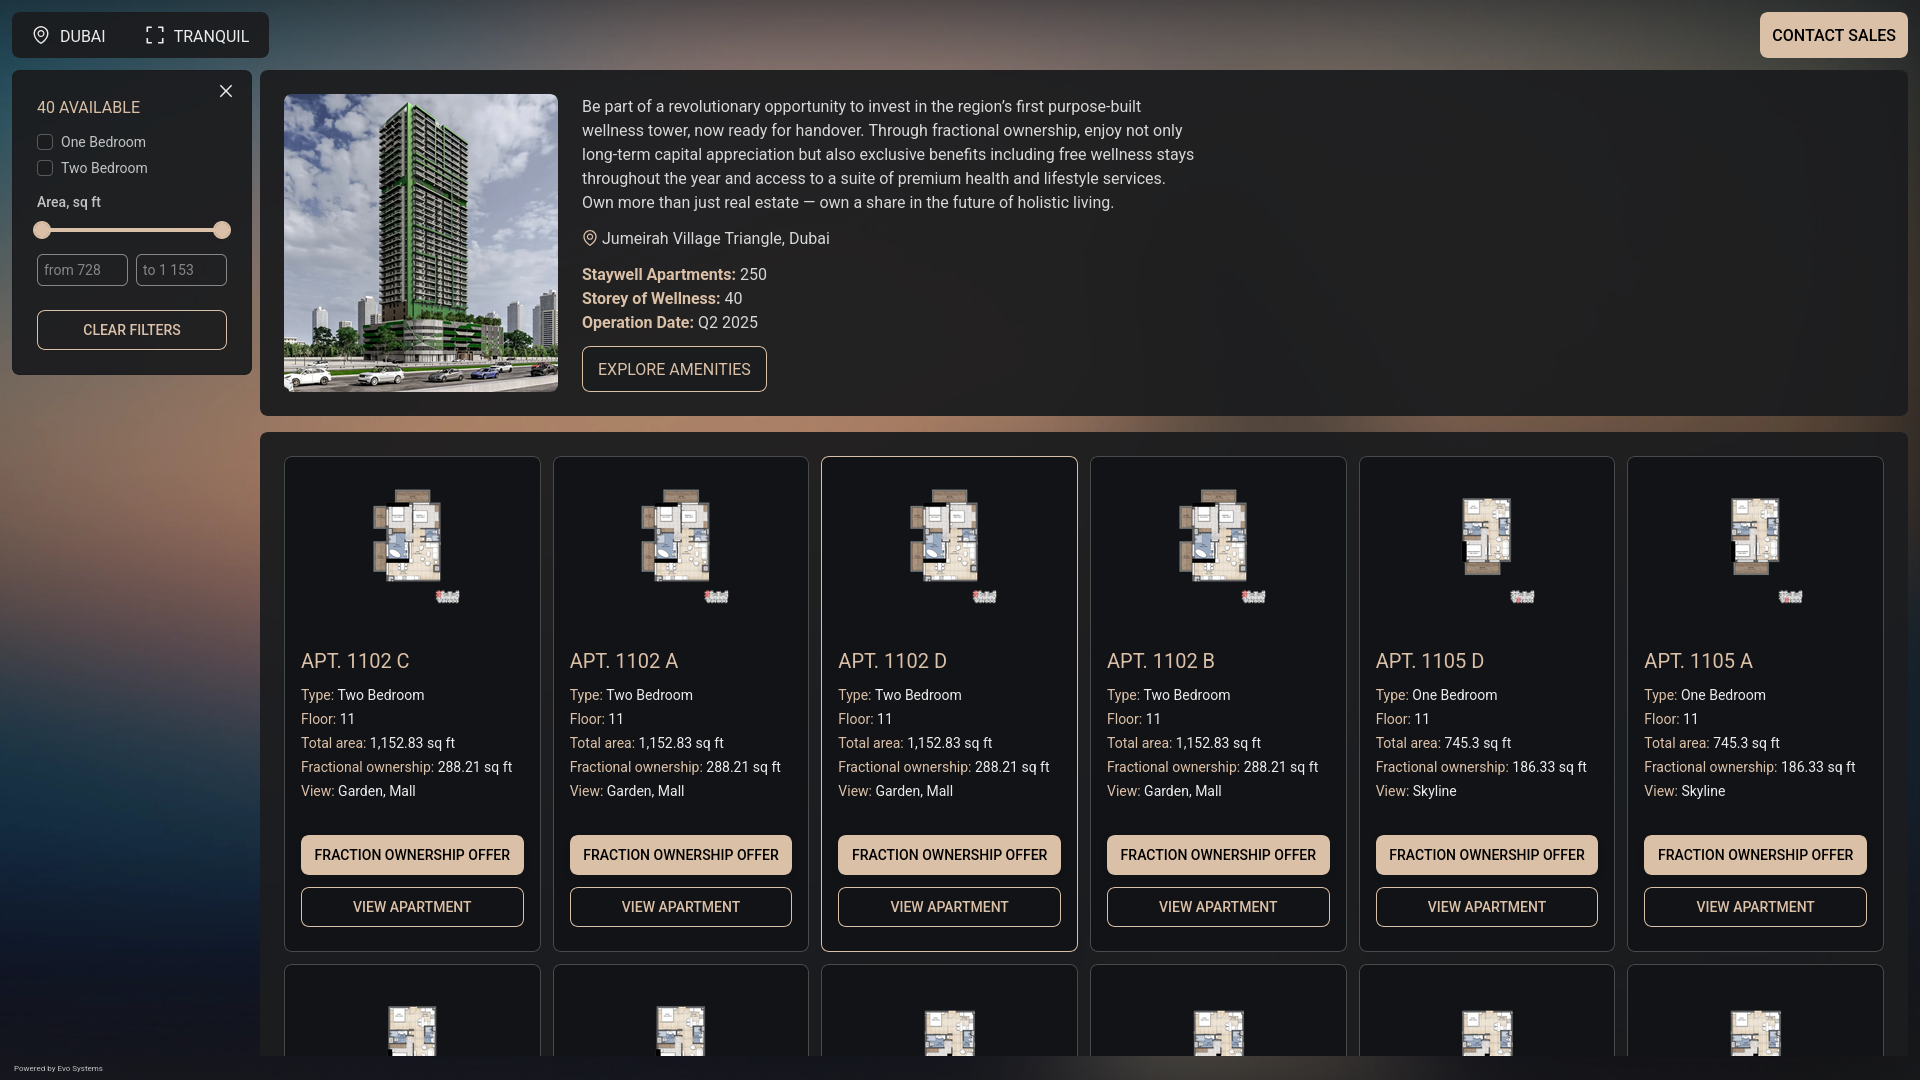 DUBAI
TRANQUIL
CONTACT SALES
40 AVAILABLE
One Bedroom
Two Bedroom
Area, sq ft
from 728
to 1 153
CLEAR FILTERS
Be part of a revolutionary opportunity to invest in the region’s first purpose-built
wellness tower, now ready for handover. Through fractional ownership, enjoy not only
long-term capital appreciation but also exclusive benefits including free wellness stays
throughout the year and access to a suite of premium health and lifestyle services.
Own more than just real estate — own a share in the future of holistic living.
Jumeirah Village Triangle, Dubai
Staywell Apartments: 250
Storey of Wellness: 40
Operation Date: Q2 2025
EXPLORE AMENITIES
APT. 1102 C
Type: Two Bedroom
Floor: 11
Total area: 1,152.83 sq ft
Fractional ownership: 288.21 sq ft
View: Garden, Mall
FRACTION OWNERSHIP OFFER
VIEW APARTMENT
APT. 1102 A
Type: Two Bedroom
Floor: 11
Total area: 1,152.83 sq ft
Fractional ownership: 288.21 sq ft
View: Garden, Mall
FRACTION OWNERSHIP OFFER
VIEW APARTMENT
APT. 1102 D
Type: Two Bedroom
Floor: 11
Total area: 1,152.83 sq ft
Fractional ownership: 288.21 sq ft
View: Garden, Mall
FRACTION OWNERSHIP OFFER
VIEW APARTMENT
APT. 1102 B
Type: Two Bedroom
Floor: 11
Total area: 1,152.83 sq ft
Fractional ownership: 288.21 sq ft
View: Garden, Mall
FRACTION OWNERSHIP OFFER
VIEW APARTMENT
APT. 1105 D
Type: One Bedroom
Floor: 11
Total area: 745.3 sq ft
Fractional ownership: 186.33 sq ft
View: Skyline
FRACTION OWNERSHIP OFFER
VIEW APARTMENT
APT. 1105 A
Type: One Bedroom
Floor: 11
Total area: 745.3 sq ft
Fractional ownership: 186.33 sq ft
View: Skyline
FRACTION OWNERSHIP OFFER
VIEW APARTMENT
Powered by Evo Systems